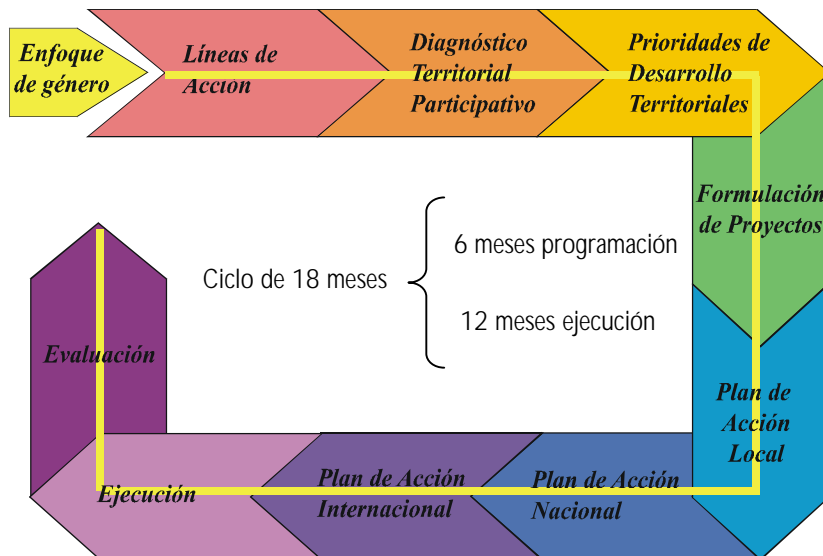 Enfoque
de género
Líneas de
Acción
Diagnóstico
Territorial
Participativo
Prioridades de
Desarrollo
Territoriales
Formulación
de Proyectos
Ciclo de 18 meses
6 meses programación
12 meses ejecución
Plan de
Acción
Local
Plan de Acción
Nacional
Plan de Acción
Internacional
Ejecución
Evaluación